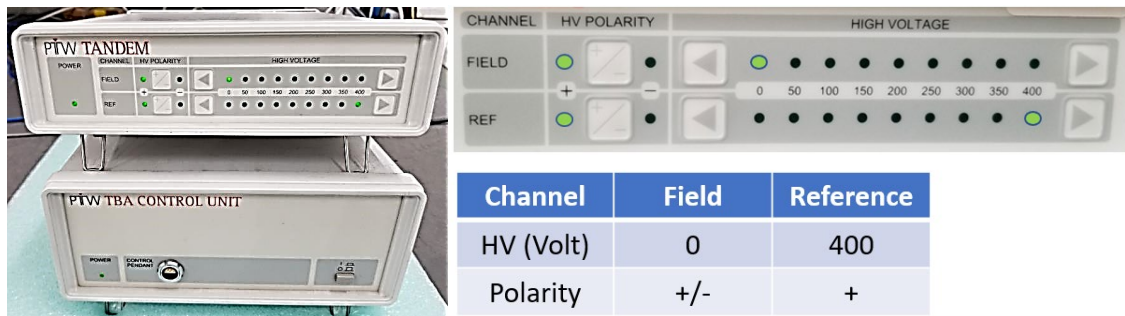 PTW TANDEM
POWER
CHANNEL HV POLARITY HIGH VOLTAGE
FIELD
+ − 0 50 100 150 200 250 300 350 400
REF
PTW TBA CONTROL UNIT
POWER CONTROL PENDANT
CHANNEL HV POLARITY HIGH VOLTAGE
FIELD + −
+ − 0 50 100 150 200 250 300 350 400
REF
Channel Field Reference
HV (Volt) 0 400
Polarity +/- +